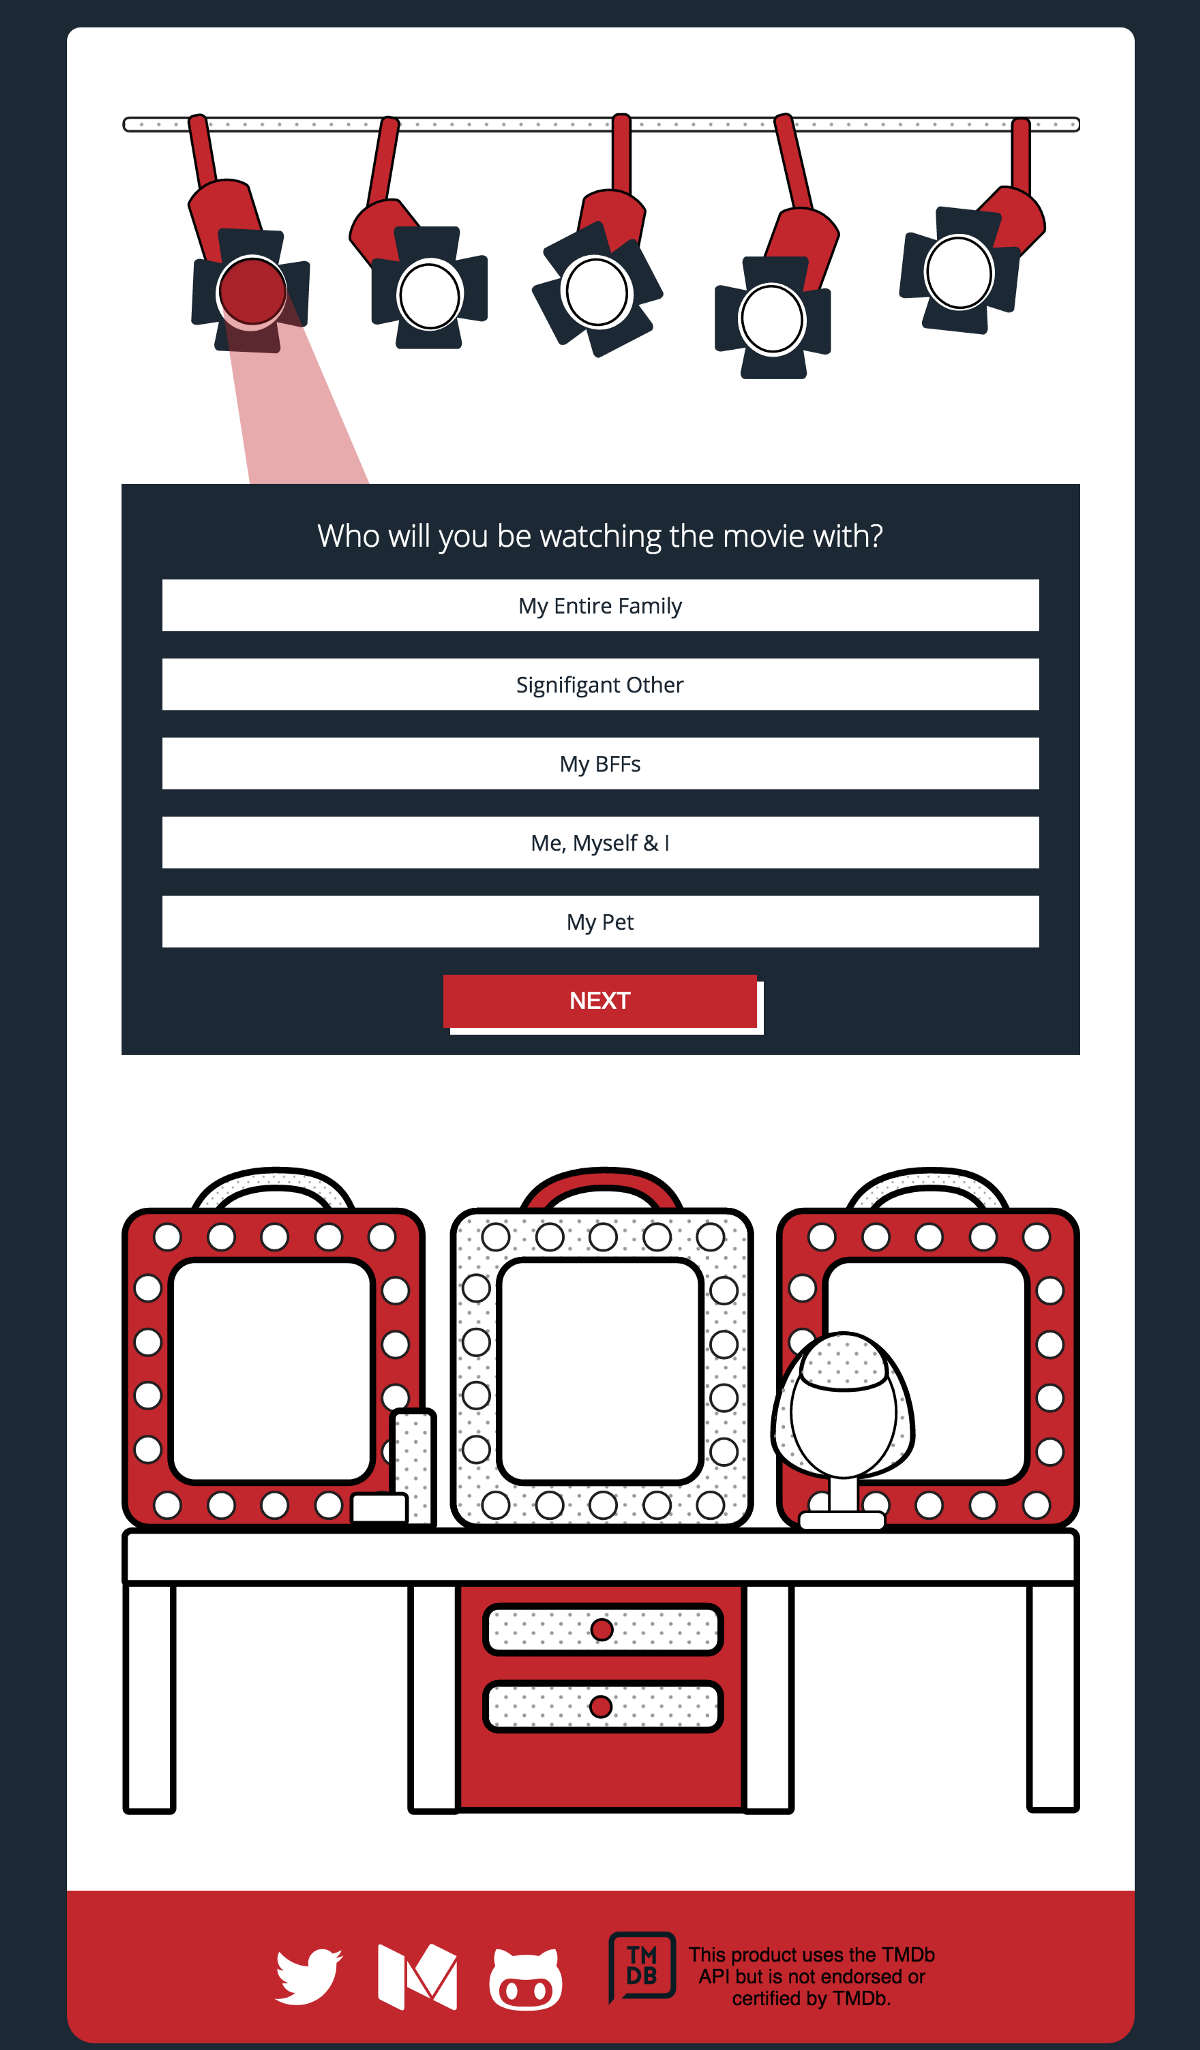 Who will you be watching the movie with?
My Entire Family
Signifigant Other
My BFFs
Me, Myself & I
My Pet
NEXT
TM
DB
This product uses the TMDb
API but is not endorsed or
certified by TMDb.